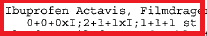 Ibuprofen Actavis, Filmdrage
0+0+0xI;2+1+1xI;1+1+1 st